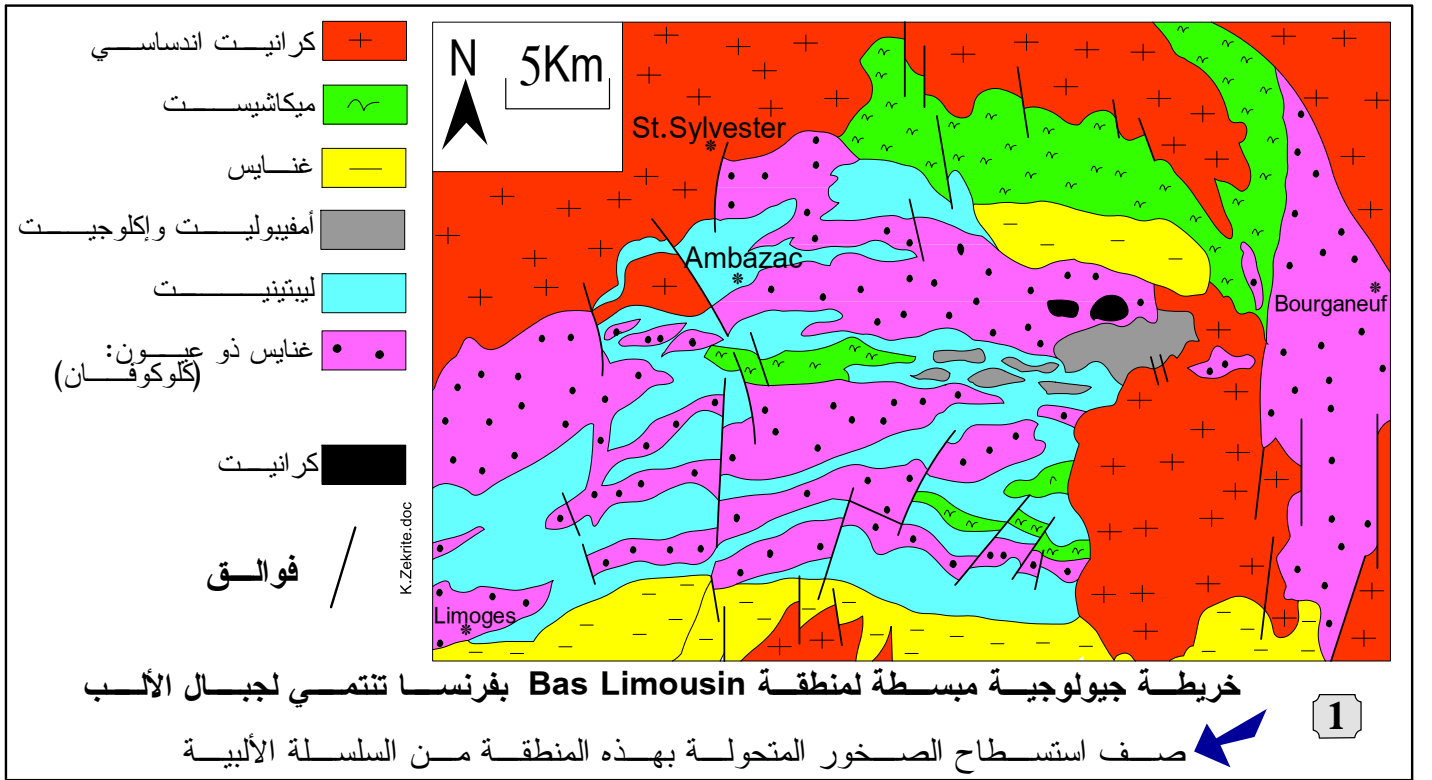 كرانيت اندساسي
ميكاشيست
غنايس
أمفيبوليت وإكلوجيت
ليبتينيت
غنايس ذو عيون:
(كلوكوفان)
كرانيت
فوالق
K.Zekrite.doc
N
5Km
St.Sylvester
Ambazac
Bourganeuf
Limoges
خريطة جيولوجية مبسطة لمنطقة Bas Limousin بفرنسا تنتمي لجبال الألب
1
صف استسطاح الصخور المتحولة بهذه المنطقة من السلسلة الألبية